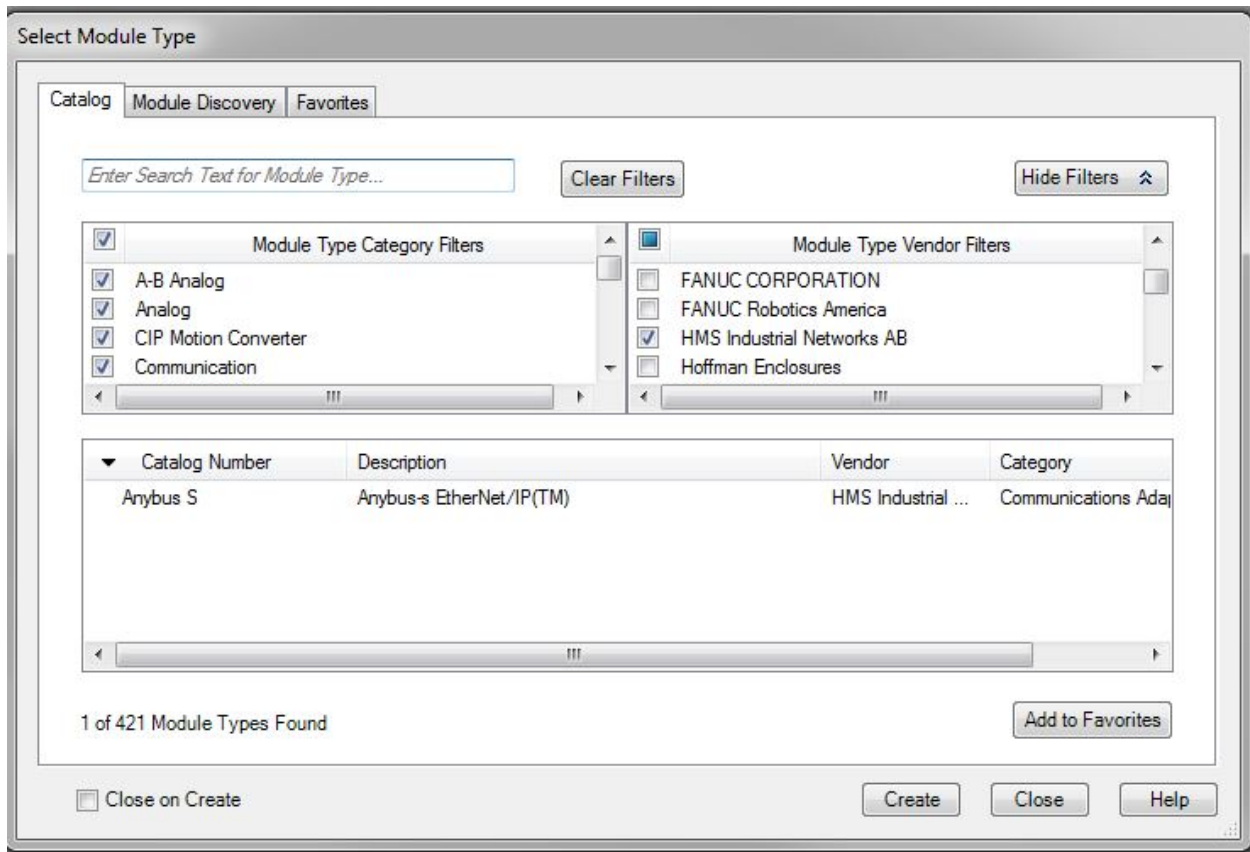 Select Module Type
Catalog Module Discovery Favorites
Enter Search Text for Module Type...
Clear Filters
Hide Filters
Module Type Category Filters
A-B Analog
Analog
CIP Motion Converter
Communication
Module Type Vendor Filters
FANUC CORPORATION
FANUC Robotics America
HMS Industrial Networks AB
Hoffman Enclosures
Catalog Number Description Vendor Category
Anybus S Anybus-s EtherNet/IP(TM) HMS Industrial ... Communications Adap
1 of 421 Module Types Found
Add to Favorites
Close on Create
Create Close Help